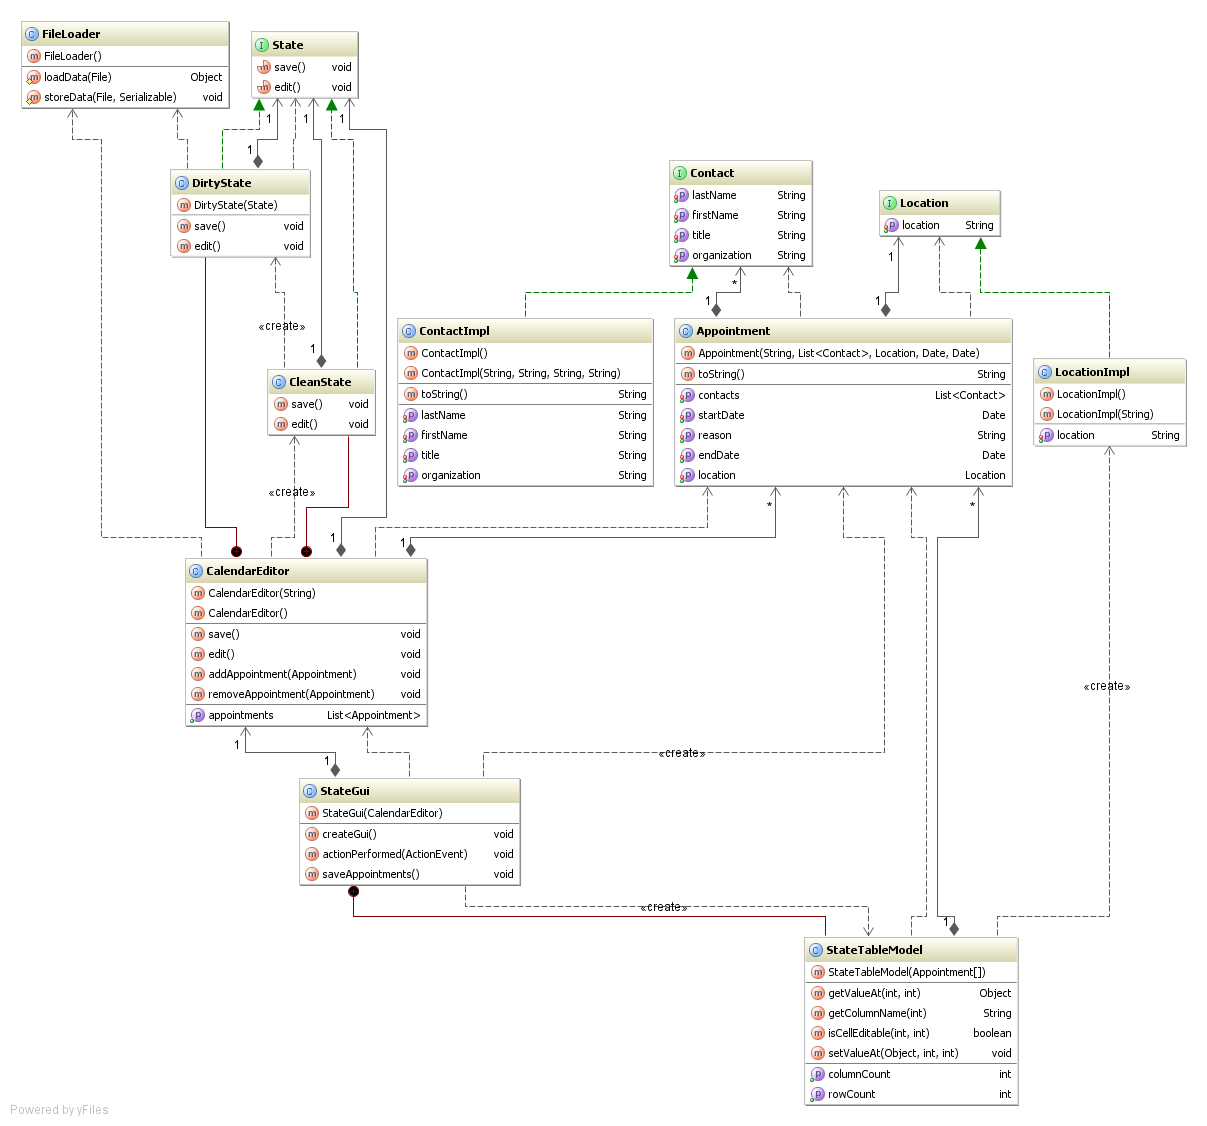 FileLoader
FileLoader()
loadData(File) Object
storeData(File, Serializable) void
State
save() void
edit() void
1 1 1
1
DirtyState
DirtyState(State)
save() void
edit() void
Contact
lastName String
firstName String
title String
organization String
Location
location String
1
*
1
1
«create»
1
ContactImpl
ContactImpl()
ContactImpl(String, String, String, String)
toString() String
lastName String
firstName String
title String
organization String
Appointment
Appointment(String, List<Contact>, Location, Date, Date)
toString() String
contacts List<Contact>
startDate Date
reason String
endDate Date
location Location
LocationImpl
LocationImpl()
LocationImpl(String)
location String
CleanState
save() void
edit() void
«create»
* *
1 1
CalendarEditor
CalendarEditor(String)
CalendarEditor()
save() void
edit() void
addAppointment(Appointment) void
removeAppointment(Appointment) void
appointments List<Appointment>
«create»
1
1
«create»
StateGui
StateGui(CalendarEditor)
createGui() void
actionPerformed(ActionEvent) void
saveAppointments() void
«create»
1
StateTableModel
StateTableModel(Appointment[])
getValueAt(int, int) Object
getColumnName(int) String
isCellEditable(int, int) boolean
setValueAt(Object, int, int) void
columnCount int
rowCount int
Powered by yFiles